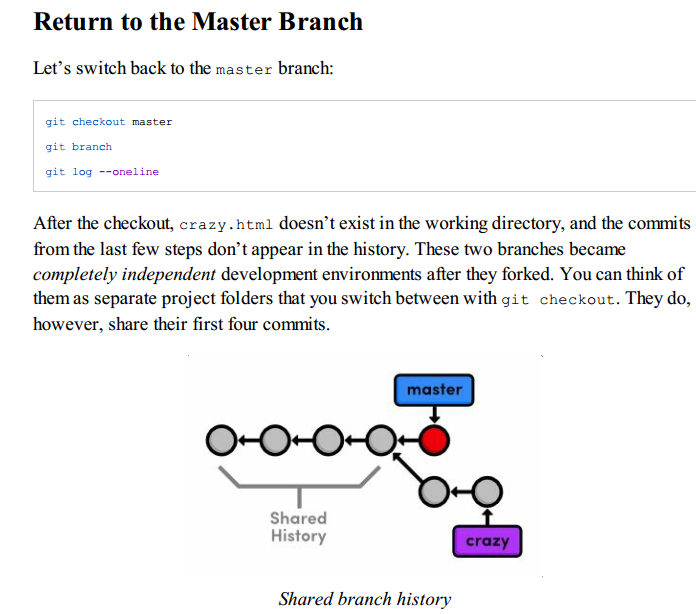 Return to the Master Branch
Let’s switch back to the master branch:
git checkout master
git branch
git log --oneline
After the checkout, crazy.html doesn’t exist in the working directory, and the commits
from the last few steps don’t appear in the history. These two branches became
completely independent development environments after they forked. You can think of
them as separate project folders that you switch between with git checkout. They do,
however, share their first four commits.
master
Shared
History
crazy
Shared branch history